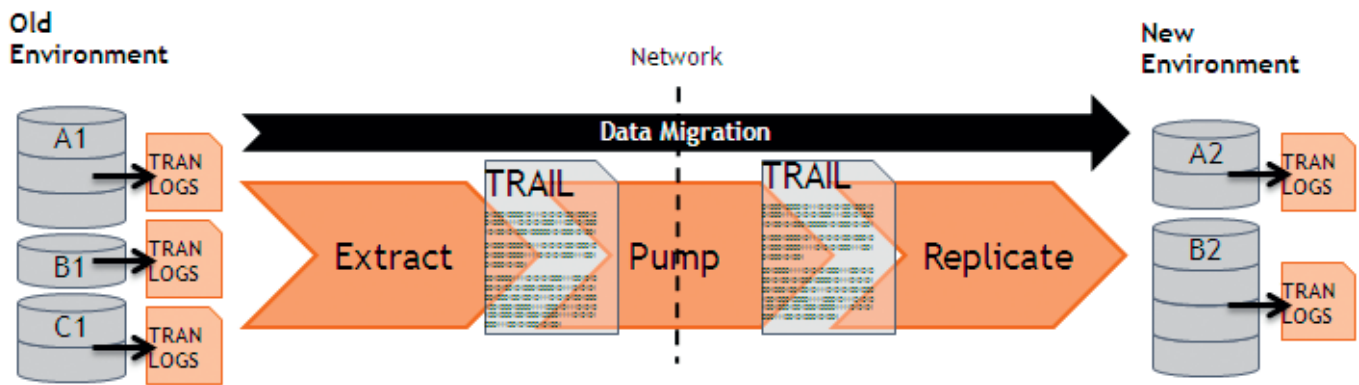 Old
Environment
New
Environment
Network
Data Migration
A1
TRAN
LOGS
B1
TRAN
LOGS
C1
TRAN
LOGS
TRAIL
TRAIL
Extract
Pump
Replicate
A2
TRAN
LOGS
B2
TRAN
LOGS